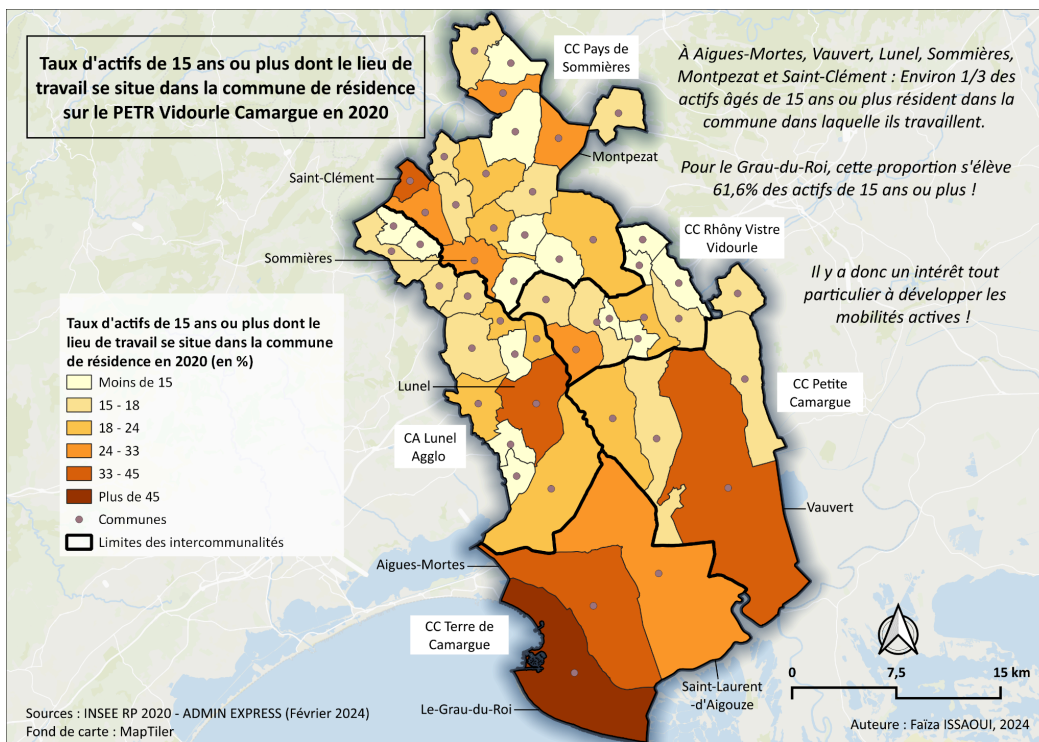 Taux d'actifs de 15 ans ou plus dont le lieu de
travail se situe dans la commune de résidence
sur le PETR Vidourle Camargue en 2020
CC Pays de
Sommières
À Aigues-Mortes, Vauvert, Lunel, Sommières,
Montpezat et Saint-Clément : Environ 1/3 des
actifs âgés de 15 ans ou plus résident dans la
commune dans laquelle ils travaillent.
Pour le Grau-du-Roi, cette proportion s'élève
61,6% des actifs de 15 ans ou plus !
Il y a donc un intérêt tout
particulier à développer les
mobilités actives !
Montpezat
Saint-Clément
CC Rhôny Vistre
Vidourle
Sommières
Taux d'actifs de 15 ans ou plus dont le
lieu de travail se situe dans la commune
de résidence en 2020 (en %)
Moins de 15
15 - 18
18 - 24
24 - 33
33 - 45
Plus de 45
Communes
Limites des intercommunalités
Lunel
CC Petite
Camargue
CA Lunel
Agglo
Vauvert
Aigues-Mortes
CC Terre de
Camargue
Saint-Laurent
-d'Aigouze
Le-Grau-du-Roi
0 7,5 15 km
Sources : INSEE RP 2020 - ADMIN EXPRESS (Février 2024)
Fond de carte : MapTiler
Auteure : Faïza ISSAOUI, 2024